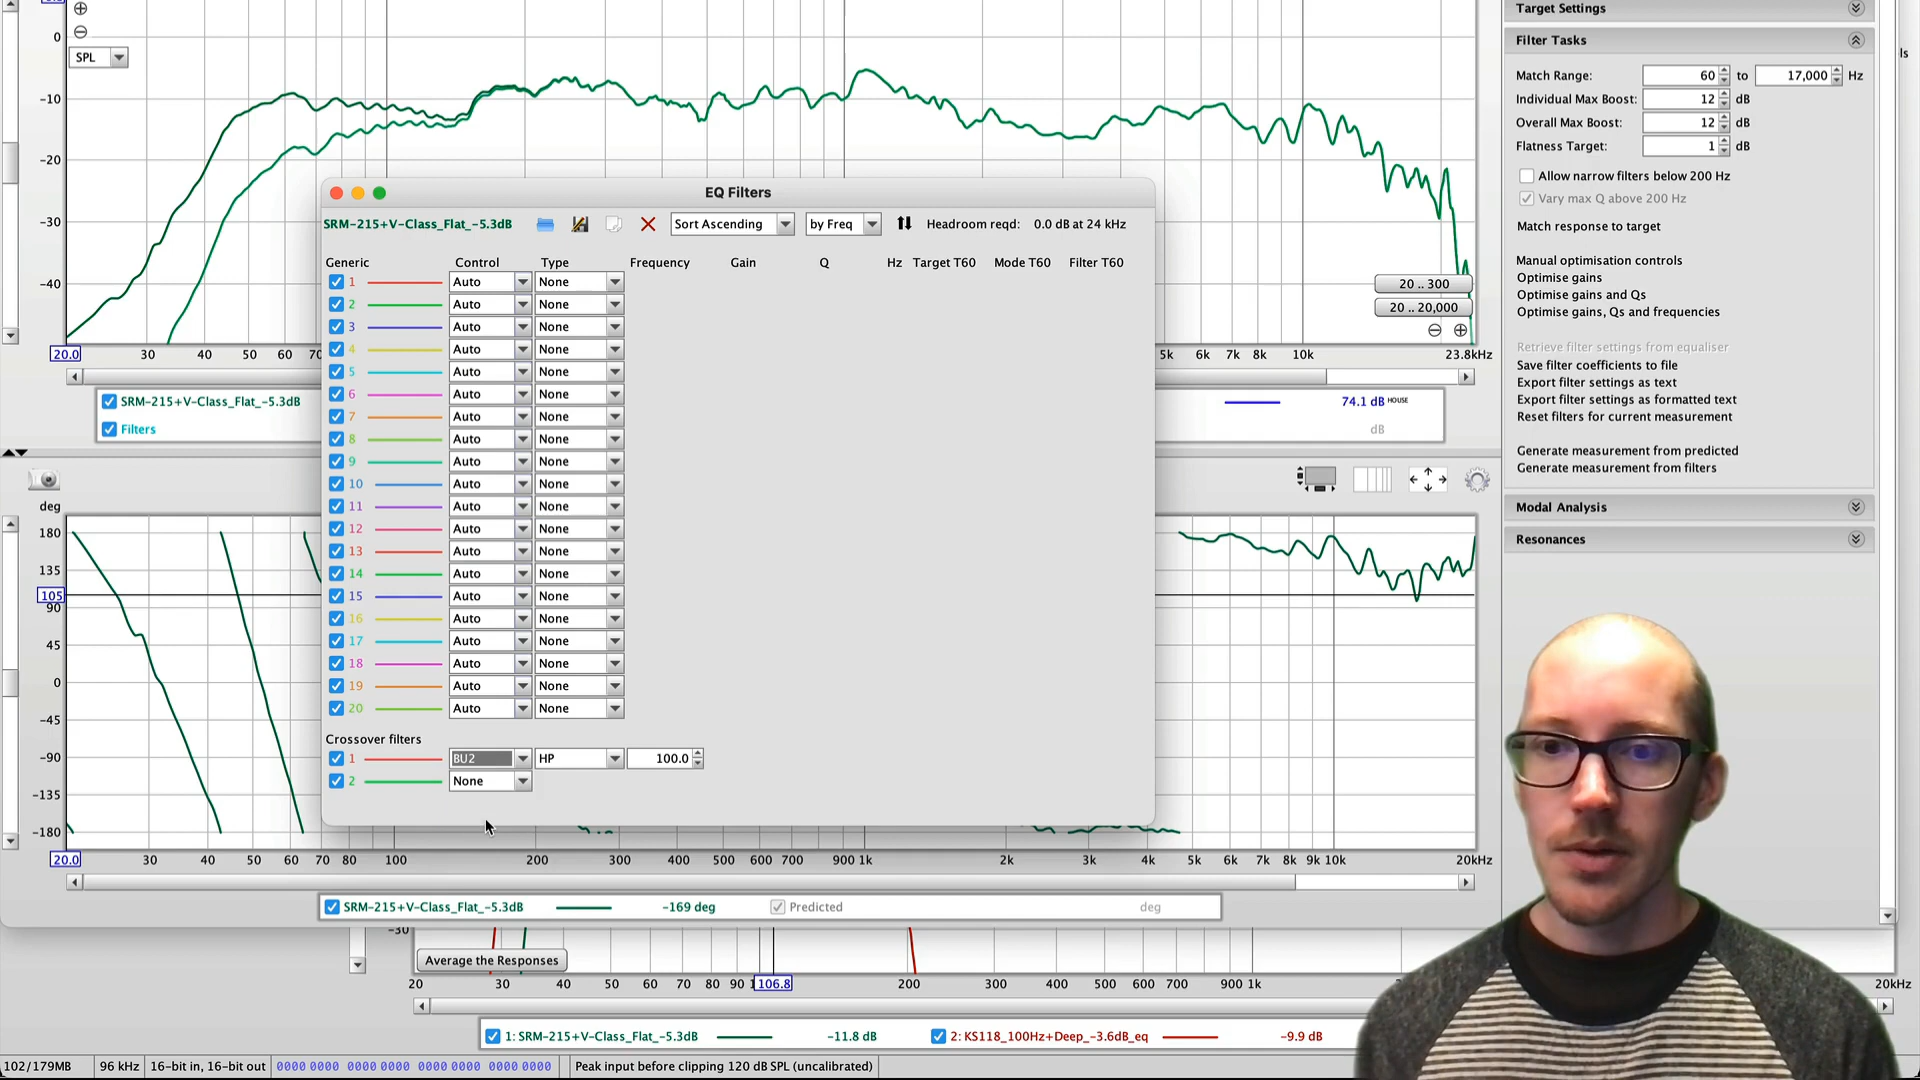 Target Settings
Filter Tasks
0
SPL
-10
-20
-30
-40
Match Range: 60 to 17,000 Hz
Individual Max Boost: 12 dB
Overall Max Boost: 12 dB
Flatness Target: 1 dB
Allow narrow filters below 200 Hz
Vary max Q above 200 Hz
Match response to target
Manual optimisation controls
Optimise gains
Optimise gains and Qs
Optimise gains, Qs and frequencies
Retrieve filter settings from equaliser
Save filter coefficients to file
Export filter settings as text
Export filter settings as formatted text
Reset filters for current measurement
Generate measurement from predicted
Generate measurement from filters
Modal Analysis
Resonances
EQ Filters
SRM-215+V-Class_Flat_-5.3dB Sort Ascending by Freq Headroom reqd: 0.0 dB at 24 kHz
Generic Control Type Frequency Gain Q Hz Target T60 Mode T60 Filter T60
1 Auto None
2 Auto None
3 Auto None
4 Auto None
5 Auto None
6 Auto None
7 Auto None
8 Auto None
9 Auto None
10 Auto None
11 Auto None
12 Auto None
13 Auto None
14 Auto None
15 Auto None
16 Auto None
17 Auto None
18 Auto None
19 Auto None
20 Auto None
Crossover filters
1 BU2 HP 100.0
2 None
20 .. 300
20 .. 20,000
20.0 30 40 50 60 5k 6k 7k 8k 10k 23.8kHz
SRM-215+V-Class_Flat_-5.3dB 74.1 dB HOUSE
Filters dB
deg
180
135
105
90
45
0
-45
-90
-135
-180
20.0 30 40 50 60 70 80 100 200 300 400 500 600 700 900 1k 2k 3k 4k 5k 6k 7k 8k 9k 10k 20kHz
SRM-215+V-Class_Flat_-5.3dB -169 deg Predicted deg
-30
Average the Responses
20 30 40 50 60 70 80 90 106.8 200 300 400 500 600 700 900 1k 20kHz
1: SRM-215+V-Class_Flat_-5.3dB -11.8 dB 2: KS118_100Hz+Deep_-3.6dB_eq -9.9 dB
102/179MB 96 kHz 16-bit in, 16-bit out 0000 0000 0000 0000 0000 0000 0000 0000 Peak input before clipping 120 dB SPL (uncalibrated)